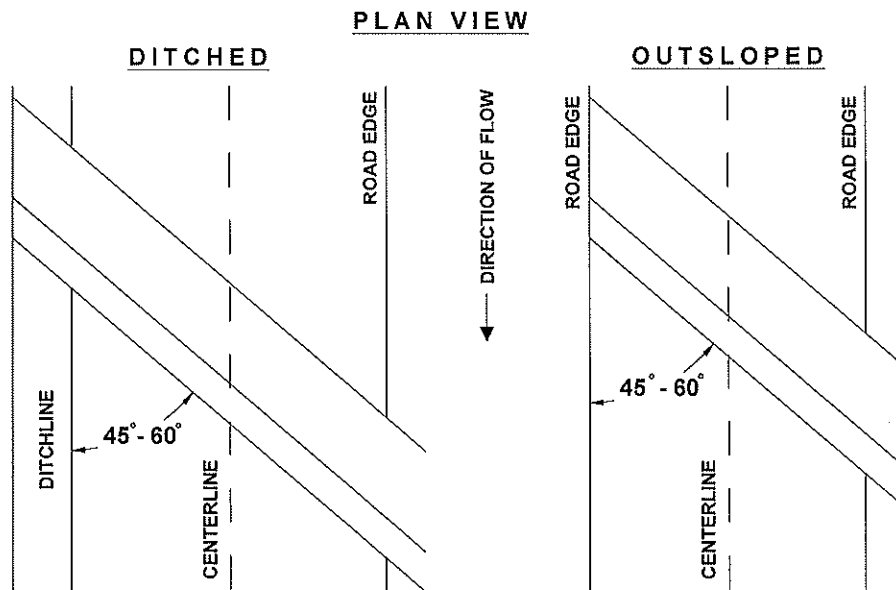 PLAN VIEW
DITCHED
OUTSLOPED
ROAD EDGE
DIRECTION OF FLOW
ROAD EDGE
ROAD EDGE
45°-60°
45°-60°
DITCHLINE
CENTERLINE
CENTERLINE